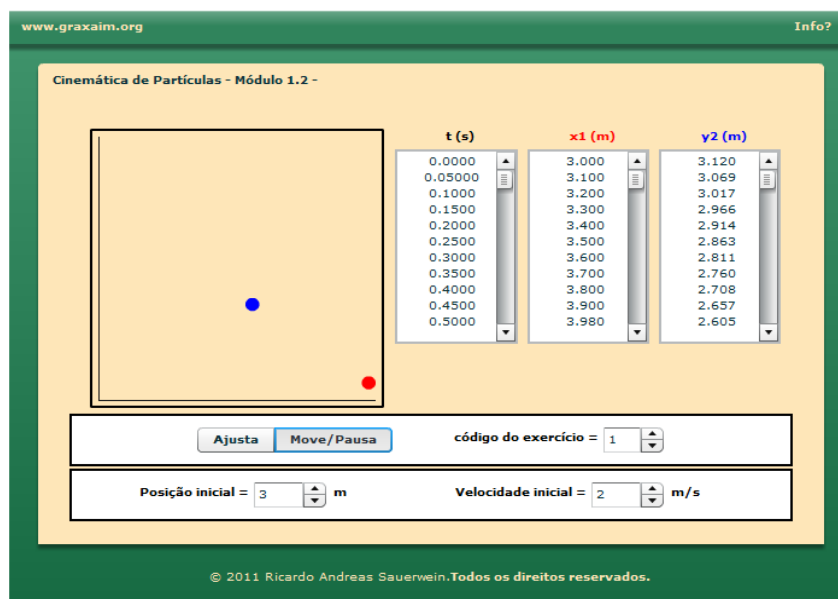 www.graxaim.org Info?
Cinemática de Partículas - Módulo 1.2 -
t (s) x1 (m) y2 (m)
0.0000 3.000 3.120
0.05000 3.100 3.069
0.1000 3.200 3.017
0.1500 3.300 2.966
0.2000 3.400 2.914
0.2500 3.500 2.863
0.3000 3.600 2.811
0.3500 3.700 2.760
0.4000 3.800 2.708
0.4500 3.900 2.657
0.5000 3.980 2.605
Ajusta Move/Pausa código do exercício = 1
Posição inicial = 3 m Velocidade inicial = 2 m/s
© 2011 Ricardo Andreas Sauerwein.Todos os direitos reservados.